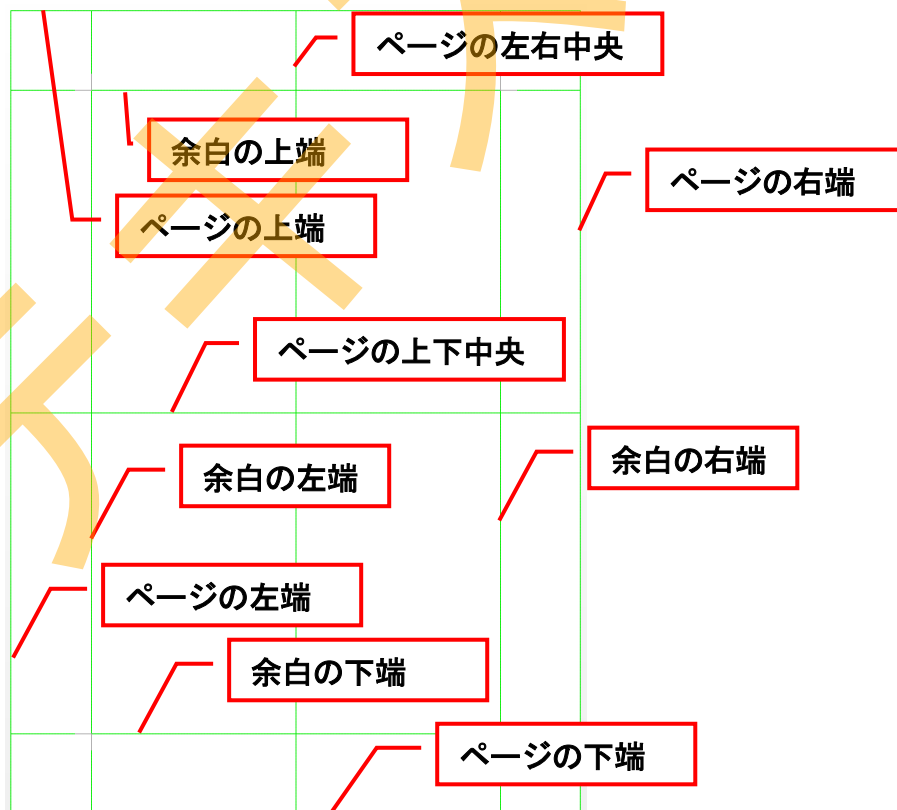 ページの左右中央
余白の上端
ページの右端
ページの上端
ページの上下中央
余白の右端
余白の左端
ページの左端
余白の下端
ページの下端